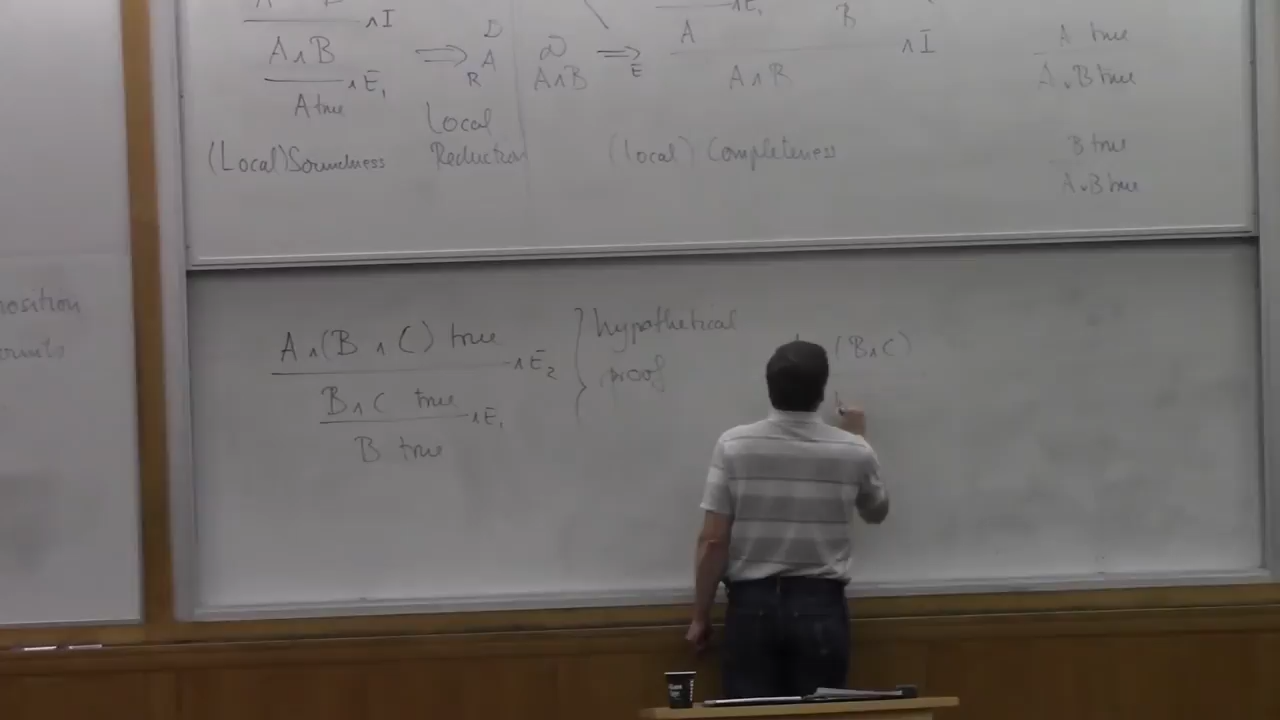 ∧I
A∧B
∧E₁
A true
⟹R
D
A
Local
Reduction
(Local) Soundness
D
A∧B
⟹E
∧E₁
A
B
∧I
A∧B
(local) Completeness
A true
A∨B true
B true
A∨B true
A∧(B∧C) true
∧E₂
B∧C true
∧E₁
B true
hypothetical
proof
(B∧C)